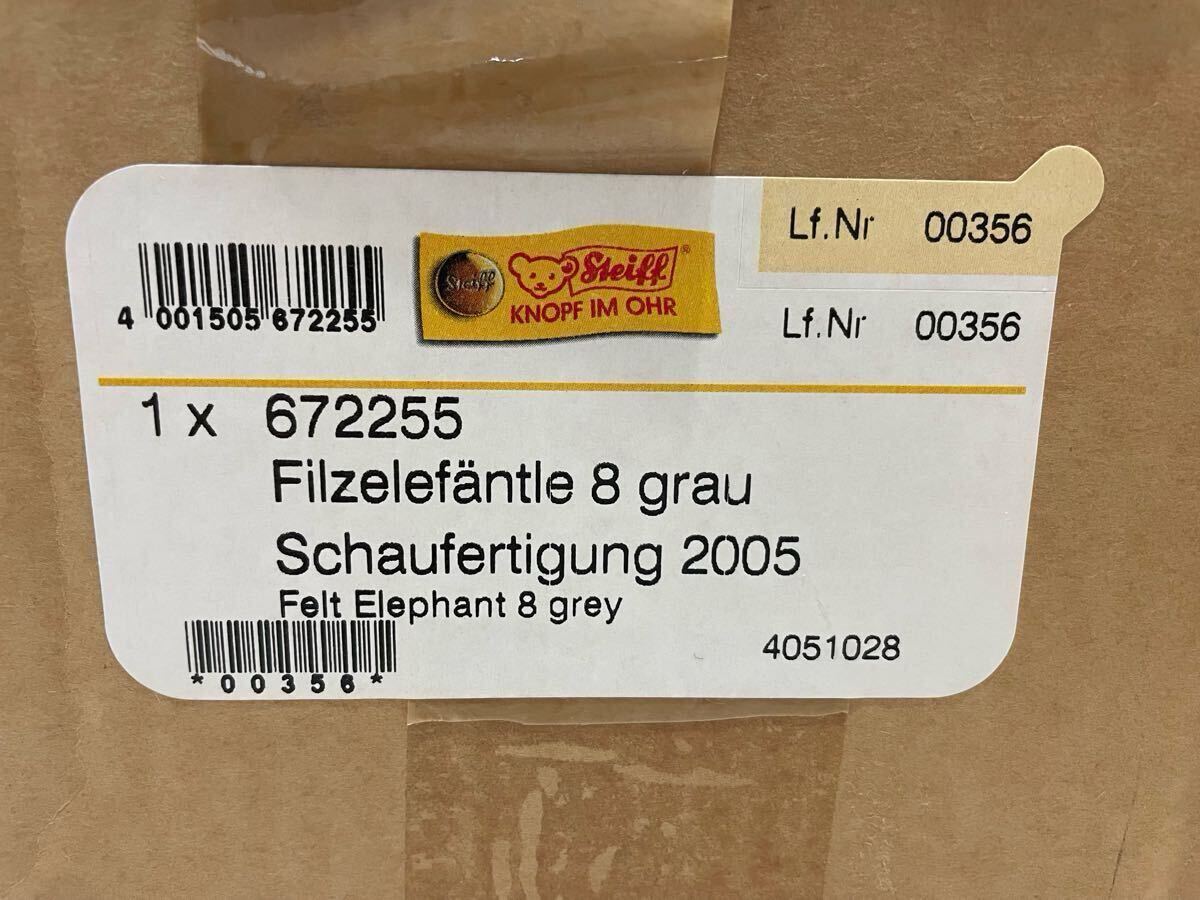 Lf.Nr 00356
4 001505 672255
Steiff
Steiff®
KNOPF IM OHR
Lf.Nr 00356
1 x 672255
Filzelefäntle 8 grau
Schaufertigung 2005
Felt Elephant 8 grey
*00356*
4051028